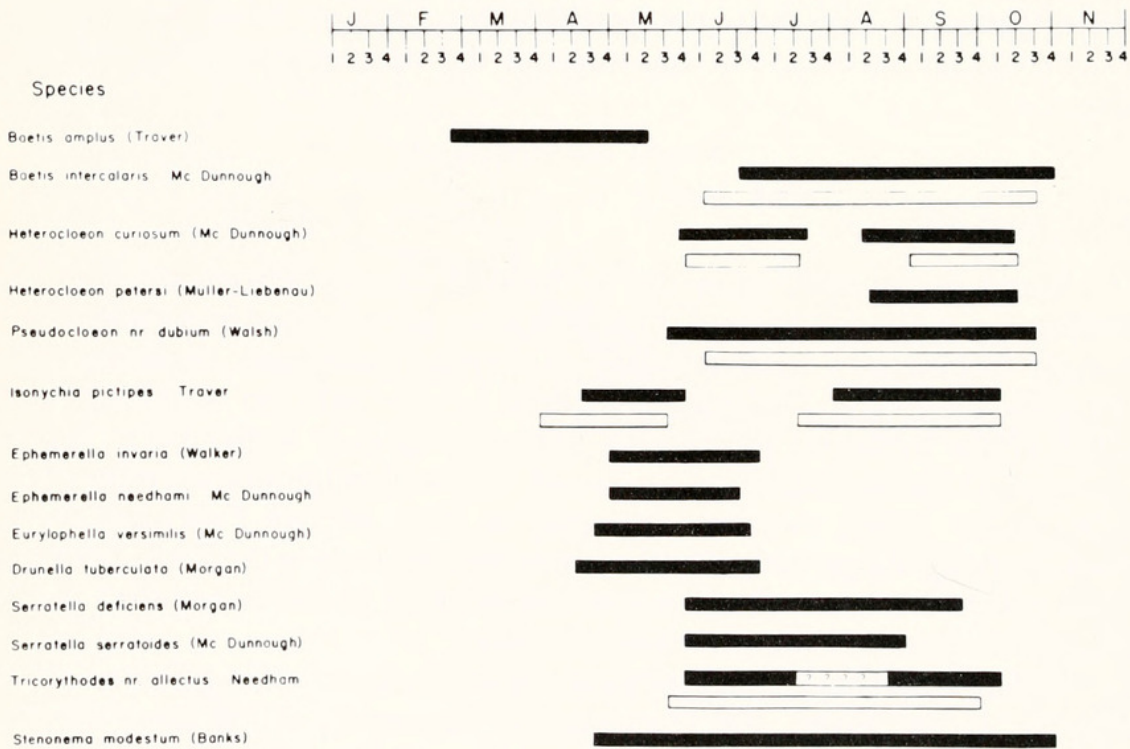 J F M A M J J A S O N
1 2 3 4 1 2 3 4 1 2 3 4 1 2 3 4 1 2 3 4 1 2 3 4 1 2 3 4 1 2 3 4 1 2 3 4 1 2 3 4 1 2 3 4
Species
Baetis amplus (Traver)
Baetis intercalaris Mc Dunnough
Heterocloeon curiosum (Mc Dunnough)
Heterocloeon petersi (Muller-Liebenau)
Pseudocloeon nr dubium (Walsh)
Isonychia pictipes Traver
Ephemerella invaria (Walker)
Ephemerella needhami Mc Dunnough
Eurylophella versimilis (Mc Dunnough)
Drunella tuberculata (Morgan)
Serratella deficiens (Morgan)
Serratella serratoides (Mc Dunnough)
Tricorythodes nr allectus Needham ? ? ? ?
Stenonema modestum (Banks)